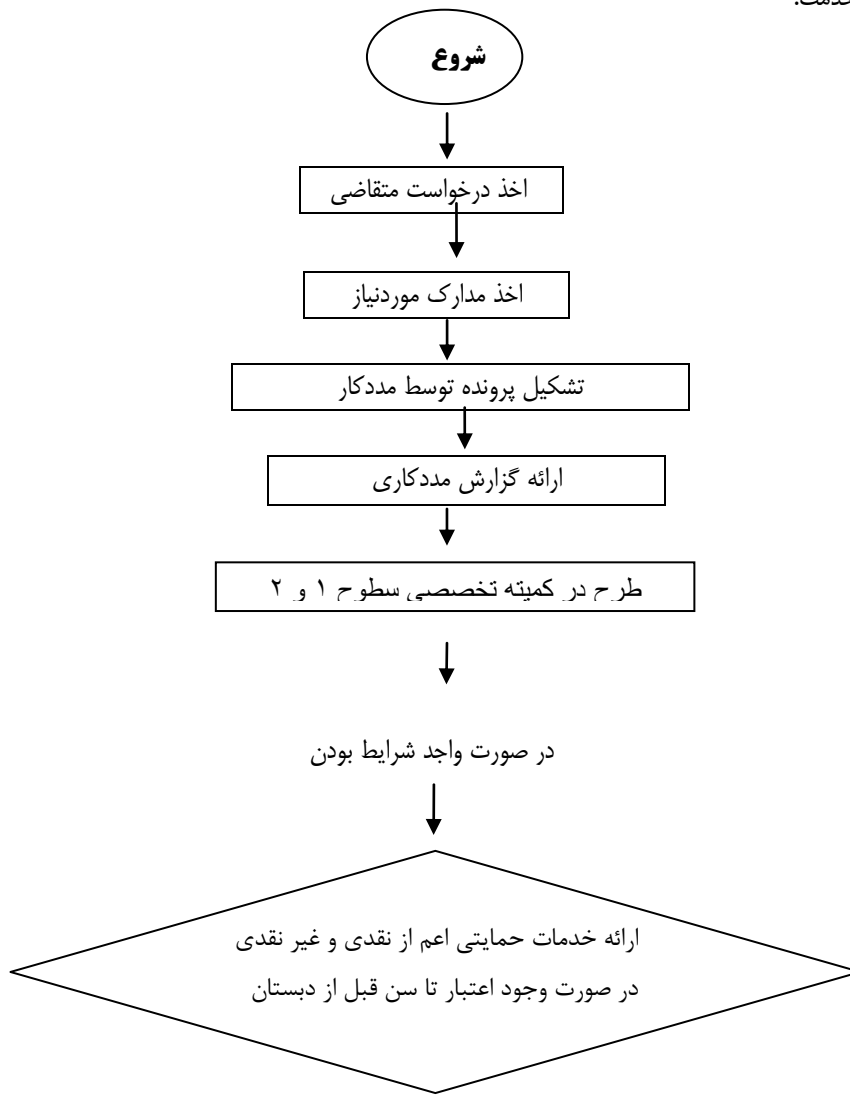 خدمت:
شروع
اخذ درخواست متقاضی
اخذ مدارک موردنیاز
تشکیل پرونده توسط مددکار
ارائه گزارش مددکاری
طرح در کمیته تخصصی سطوح ۱ و ۲
در صورت واجد شرایط بودن
ارائه خدمات حمایتی اعم از نقدی و غیر نقدی
در صورت وجود اعتبار تا سن قبل از دبستان